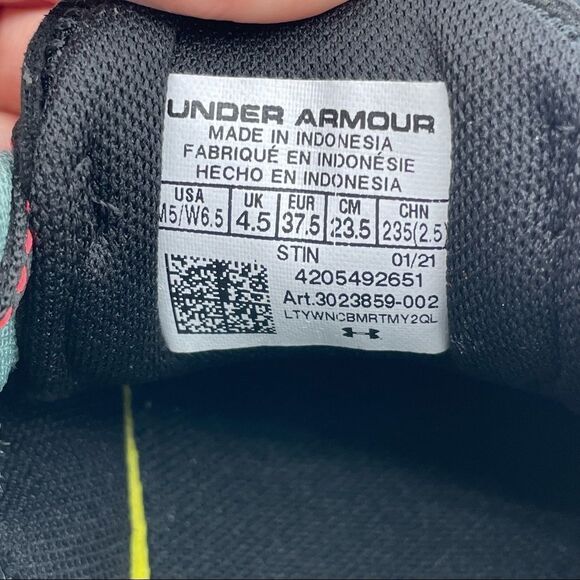 UNDER ARMOUR
MADE IN INDONESIA
FABRIQUÉ EN INDONÉSIE
HECHO EN INDONESIA
USA UK EUR CM CHN
M5/W6.5 4.5 37.5 23.5 235(2.5)
STIN 01/21
4205492651
Art.3023859-002
LTYWNCBMRTMY2QL